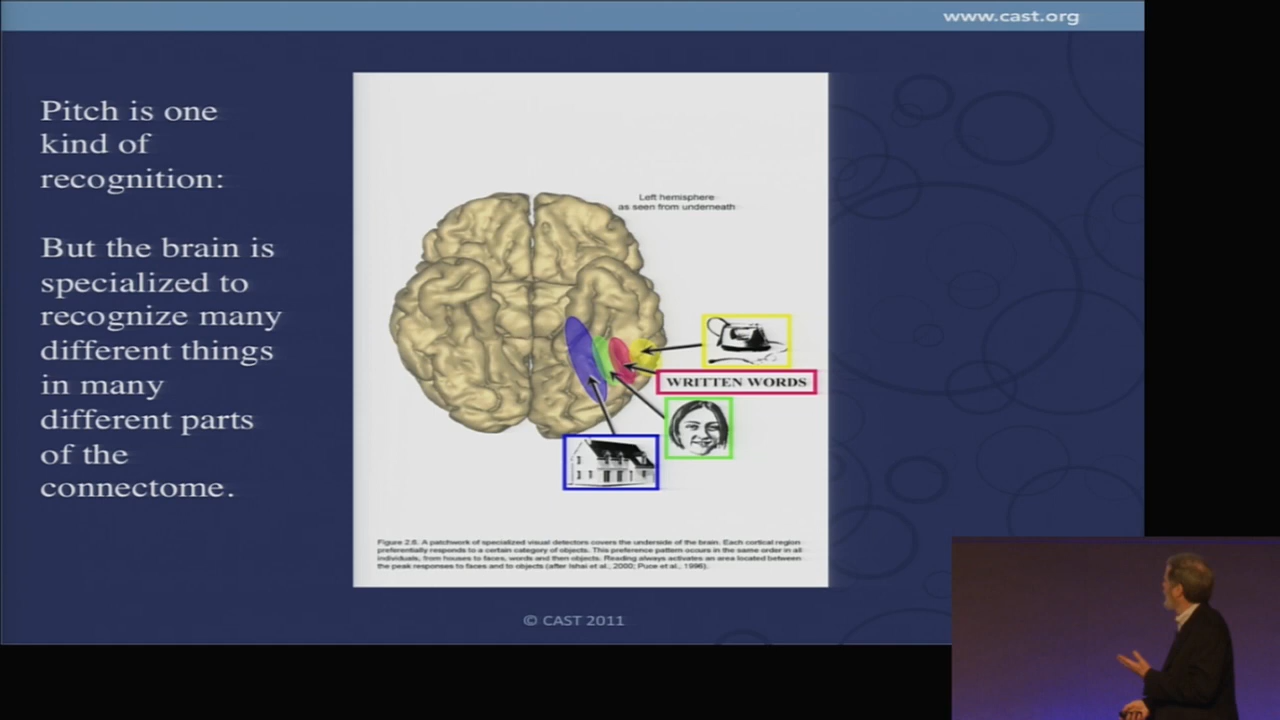 www.cast.org
Pitch is one
kind of
recognition:
But the brain is
specialized to
recognize many
different things
in many
different parts
of the
connectome.
Left hemisphere
as seen from underneath
WRITTEN WORDS
Figure 2.6. A patchwork of specialized visual detectors covers the underside of the brain. Each cortical region
preferentially responds to a certain category of objects. This preference pattern occurs in the same order in all
individuals, from houses to faces, words and then objects. Reading always activates an area located between
the peak responses to faces and to objects (after Ishai et al., 2000; Puce et al., 1996).
© CAST 2011